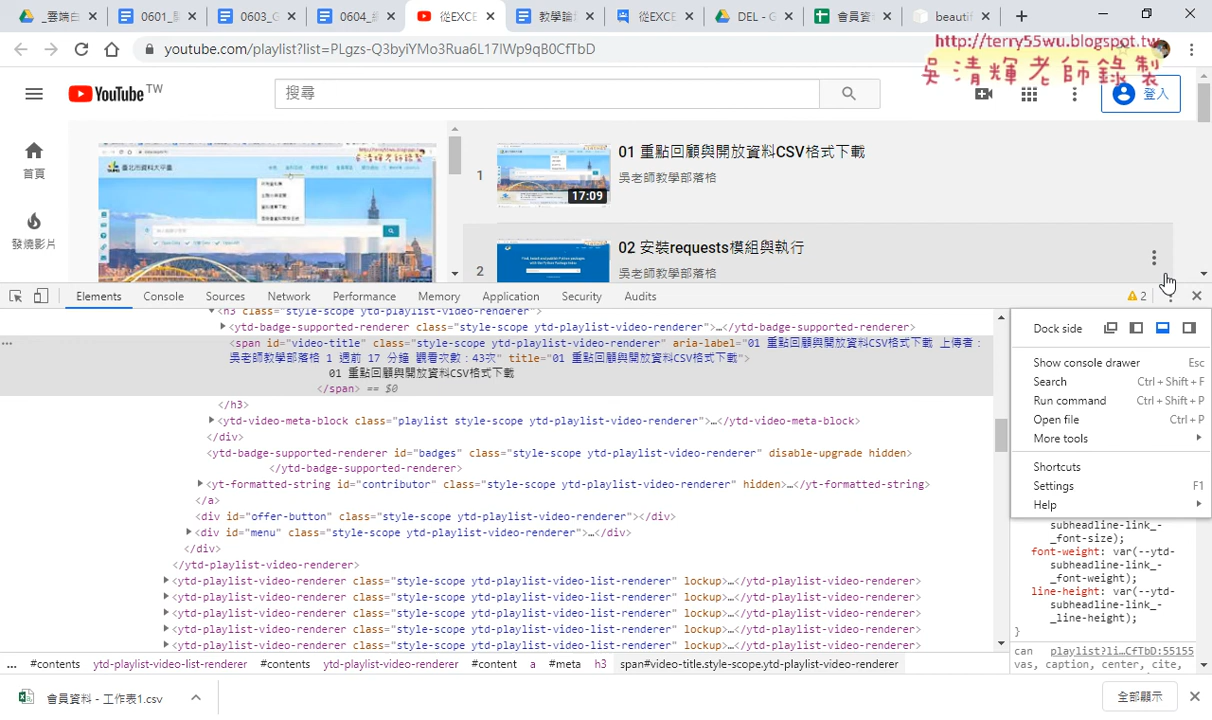 _雲端白
0601_
0603_G
0604_
從EXCE
教學論
從EXCE
DEL - G
會員資
beautif
youtube.com/playlist?list=PLgzs-Q3byiYMo3Rua6L17lWp9qB0CfTbD
http://terry55wu.blogspot.tw
吳清輝老師錄製
YouTube TW
搜尋
登入
首頁
發燒影片
1
17:09
01 重點回顧與開放資料CSV格式下載
吳老師教學部落格
2
02 安裝requests模組與執行
吳老師教學部落格
Elements Console Sources Network Performance Memory Application Security Audits
2
<h3 class="style-scope ytd-playlist-video-renderer">
<ytd-badge-supported-renderer class="style-scope ytd-playlist-video-renderer">…</ytd-badge-supported-renderer>
<span id="video-title" class="style-scope ytd-playlist-video-renderer" aria-label="01 重點回顧與開放資料CSV格式下載 上傳者：
吳老師教學部落格 1 週前 17 分鐘 觀看次數：43次" title="01 重點回顧與開放資料CSV格式下載">
01 重點回顧與開放資料CSV格式下載
</span> == $0
</h3>
<ytd-video-meta-block class="playlist style-scope ytd-playlist-video-renderer">…</ytd-video-meta-block>
</div>
<ytd-badge-supported-renderer id="badges" class="style-scope ytd-playlist-video-renderer" disable-upgrade hidden>
</ytd-badge-supported-renderer>
<yt-formatted-string id="contributor" class="style-scope ytd-playlist-video-renderer" hidden>…</yt-formatted-string>
</a>
<div id="offer-button" class="style-scope ytd-playlist-video-renderer"></div>
<div id="menu" class="style-scope ytd-playlist-video-renderer">…</div>
</div>
</ytd-playlist-video-renderer>
<ytd-playlist-video-renderer class="style-scope ytd-playlist-video-list-renderer" lockup>…</ytd-playlist-video-renderer>
<ytd-playlist-video-renderer class="style-scope ytd-playlist-video-list-renderer" lockup>…</ytd-playlist-video-renderer>
<ytd-playlist-video-renderer class="style-scope ytd-playlist-video-list-renderer" lockup>…</ytd-playlist-video-renderer>
<ytd-playlist-video-renderer class="style-scope ytd-playlist-video-list-renderer" lockup>…</ytd-playlist-video-renderer>
<ytd-playlist-video-renderer class="style-scope ytd-playlist-video-list-renderer" lockup>…</ytd-playlist-video-renderer>
Dock side
Show console drawer Esc
Search Ctrl + Shift + F
Run command Ctrl + Shift + P
Open file Ctrl + P
More tools
Shortcuts
Settings F1
Help
subheadline-link_-
_font-size);
font-weight: var(--ytd-
subheadline-link_-
_font-weight);
line-height: var(--ytd-
subheadline-link_-
_line-height);
}
can playlist?li…CfTbD:55155
vas, caption, center, cite,
... #contents ytd-playlist-video-list-renderer #contents ytd-playlist-video-renderer #content a #meta h3 span#video-title.style-scope.ytd-playlist-video-renderer
會員資料 - 工作表1.csv
全部顯示